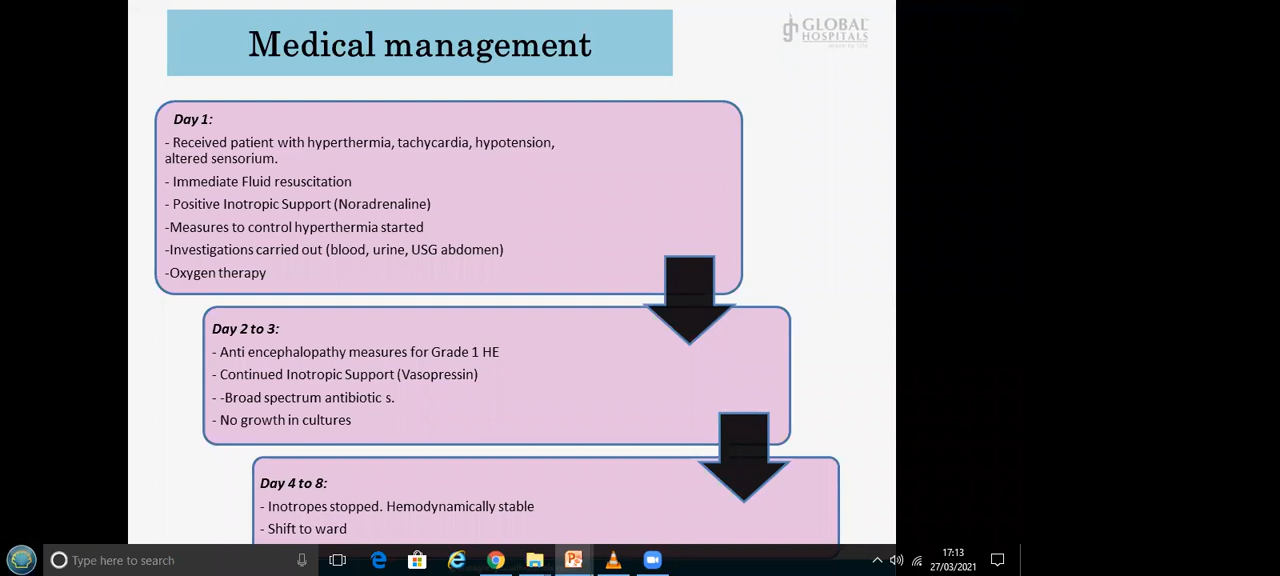 Medical management
GLOBAL
HOSPITALS
Day 1:
- Received patient with hyperthermia, tachycardia, hypotension,
altered sensorium.
- Immediate Fluid resuscitation
- Positive Inotropic Support (Noradrenaline)
-Measures to control hyperthermia started
-Investigations carried out (blood, urine, USG abdomen)
-Oxygen therapy
Day 2 to 3:
- Anti encephalopathy measures for Grade 1 HE
- Continued Inotropic Support (Vasopressin)
- -Broad spectrum antibiotic s.
- No growth in cultures
Day 4 to 8:
- Inotropes stopped. Hemodynamically stable
- Shift to ward
Type here to search
17:13
27/03/2021